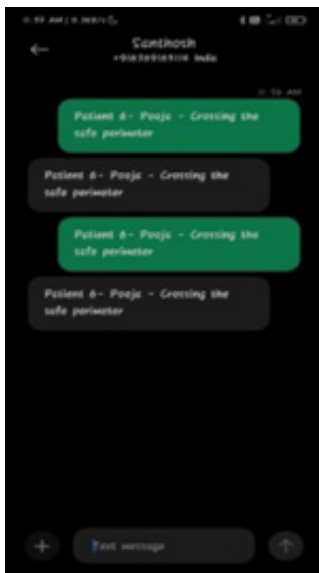 Santhosh
India
Patient 6- Pooja - Crossing the
safe perimeter
Patient 6- Pooja - Crossing the
safe perimeter
Patient 6- Pooja - Crossing the
safe perimeter
Patient 6- Pooja - Crossing the
safe perimeter
Text message